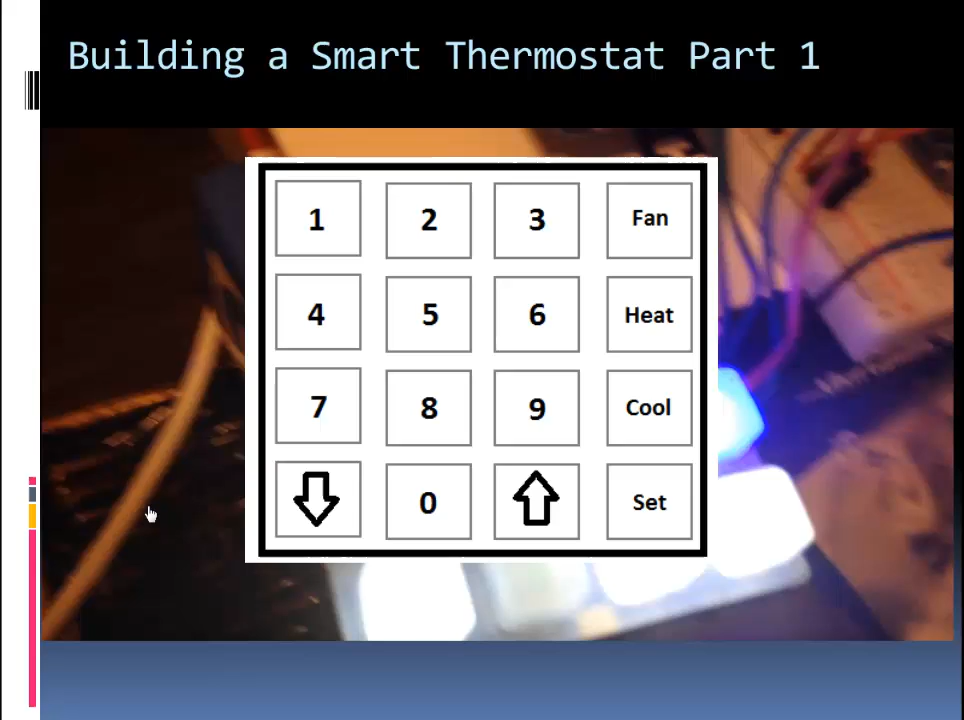 Building a Smart Thermostat Part 1
1 2 3 Fan
4 5 6 Heat
7 8 9 Cool
0 Set